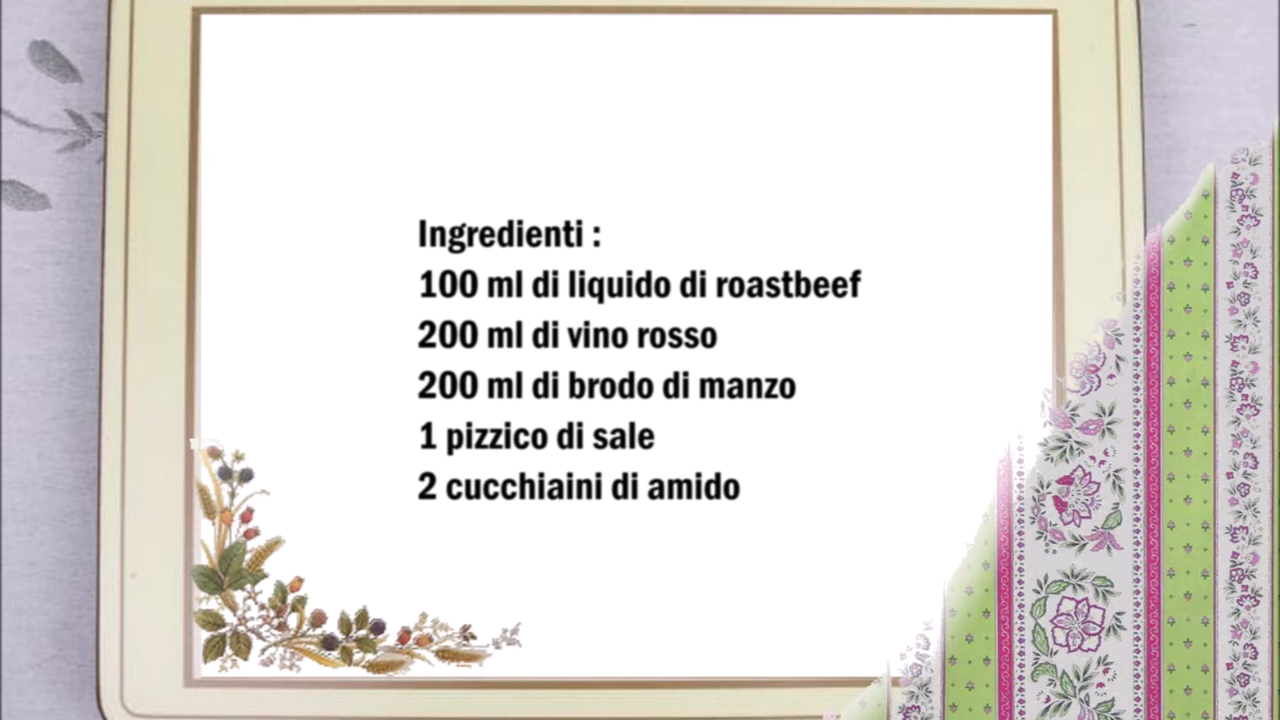 Ingredienti :
100 ml di liquido di roastbeef
200 ml di vino rosso
200 ml di brodo di manzo
1 pizzico di sale
2 cucchiaini di amido